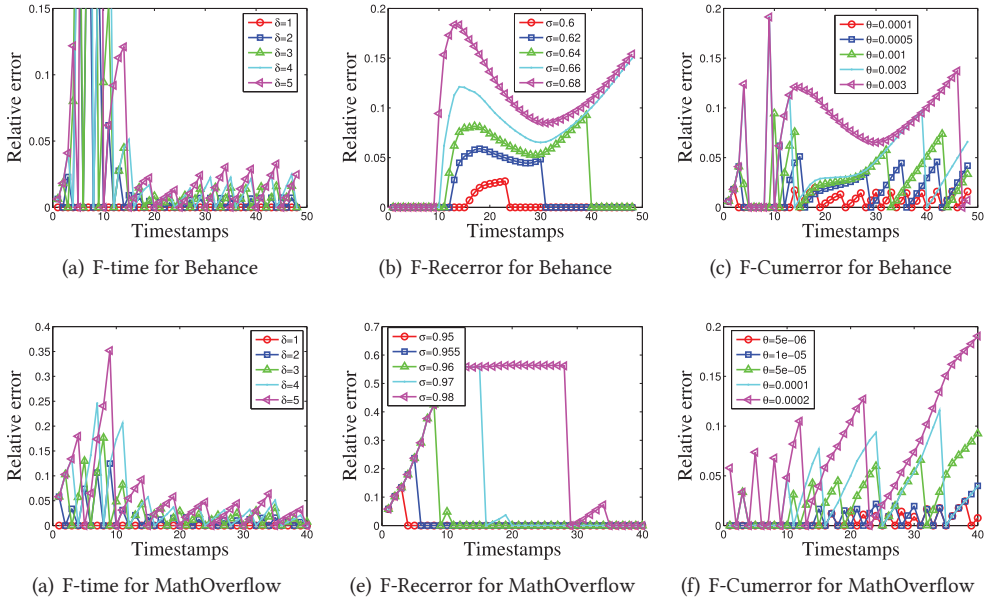 0.15
0.1
0.05
0
Relative error
δ=1
δ=2
δ=3
δ=4
δ=5
0 10 20 30 40 50
Timestamps
(a) F-time for Behance
0.2
0.15
0.1
0.05
0
Relative error
σ=0.6
σ=0.62
σ=0.64
σ=0.66
σ=0.68
0 10 20 30 40 50
Timestamps
(b) F-Recerror for Behance
0.2
0.15
0.1
0.05
0
Relative error
θ=0.0001
θ=0.0005
θ=0.001
θ=0.002
θ=0.003
0 10 20 30 40 50
Timestamps
(c) F-Cumerror for Behance
0.4
0.35
0.3
0.25
0.2
0.15
0.1
0.05
0
Relative error
δ=1
δ=2
δ=3
δ=4
δ=5
0 10 20 30 40
Timestamps
(a) F-time for MathOverflow
0.7
0.6
0.5
0.4
0.3
0.2
0.1
0
Relative error
σ=0.95
σ=0.955
σ=0.96
σ=0.97
σ=0.98
0 10 20 30 40
Timestamps
(e) F-Recerror for MathOverflow
0.2
0.15
0.1
0.05
0
Relative error
θ=5e-06
θ=1e-05
θ=5e-05
θ=0.0001
θ=0.0002
0 10 20 30 40
Timestamps
(f) F-Cumerror for MathOverflow